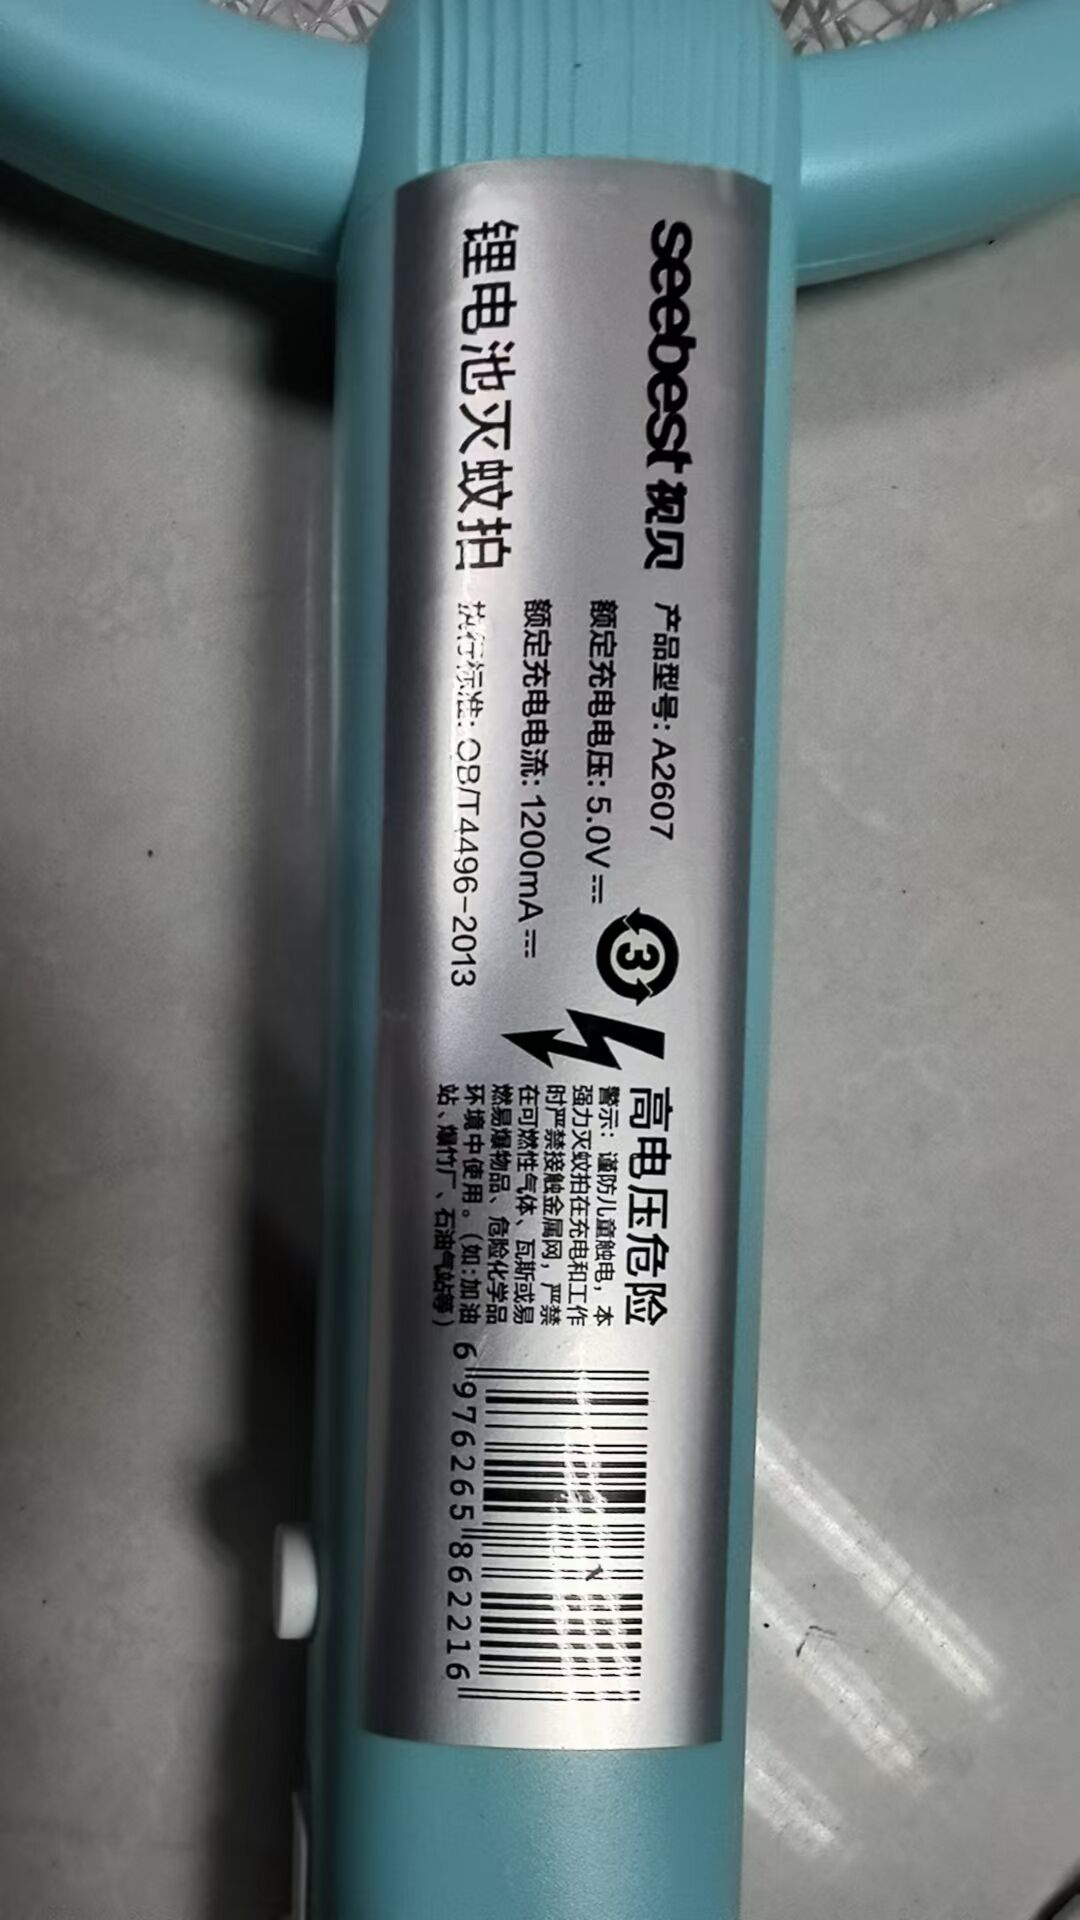 seebest 视贝
锂电池灭蚊拍
产品型号: A2607
额定充电电压: 5.0V
额定充电电流: 1200mA
执行标准: QB/T4496-2013
3
高电压危险
警示：谨防儿童触电，本
强力灭蚊拍在充电和工作
时严禁接触金属网，严禁
在可燃性气体、瓦斯或易
燃易爆物品、危险化学品
环境中使用。(如:加油
站、爆竹厂、石油气站等)
6 976265 862216